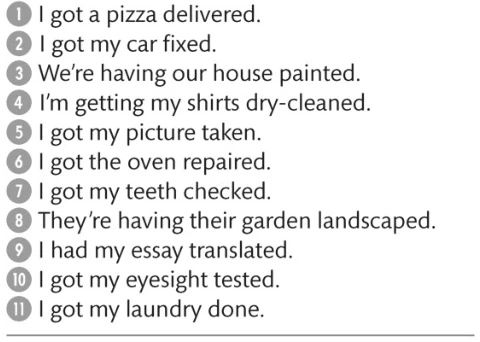 1 I got a pizza delivered.
2 I got my car fixed.
3 We’re having our house painted.
4 I’m getting my shirts dry-cleaned.
5 I got my picture taken.
6 I got the oven repaired.
7 I got my teeth checked.
8 They’re having their garden landscaped.
9 I had my essay translated.
10 I got my eyesight tested.
11 I got my laundry done.